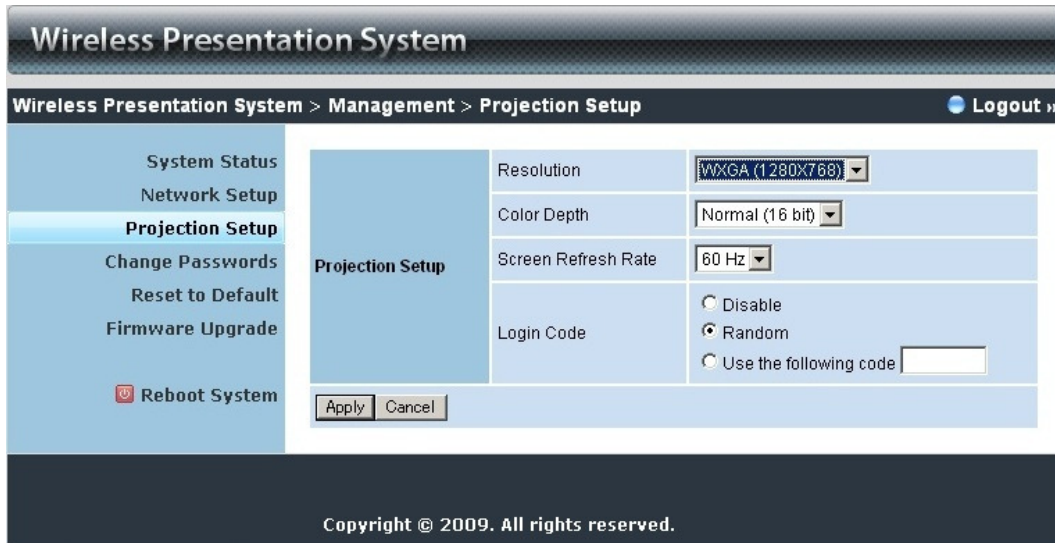 Wireless Presentation System
Wireless Presentation System > Management > Projection Setup
Logout »
System Status
Network Setup
Projection Setup
Change Passwords
Reset to Default
Firmware Upgrade
Reboot System
Projection Setup
Resolution
WXGA (1280X768)
Color Depth
Normal (16 bit)
Screen Refresh Rate
60 Hz
Login Code
Disable
Random
Use the following code
Apply
Cancel
Copyright © 2009. All rights reserved.